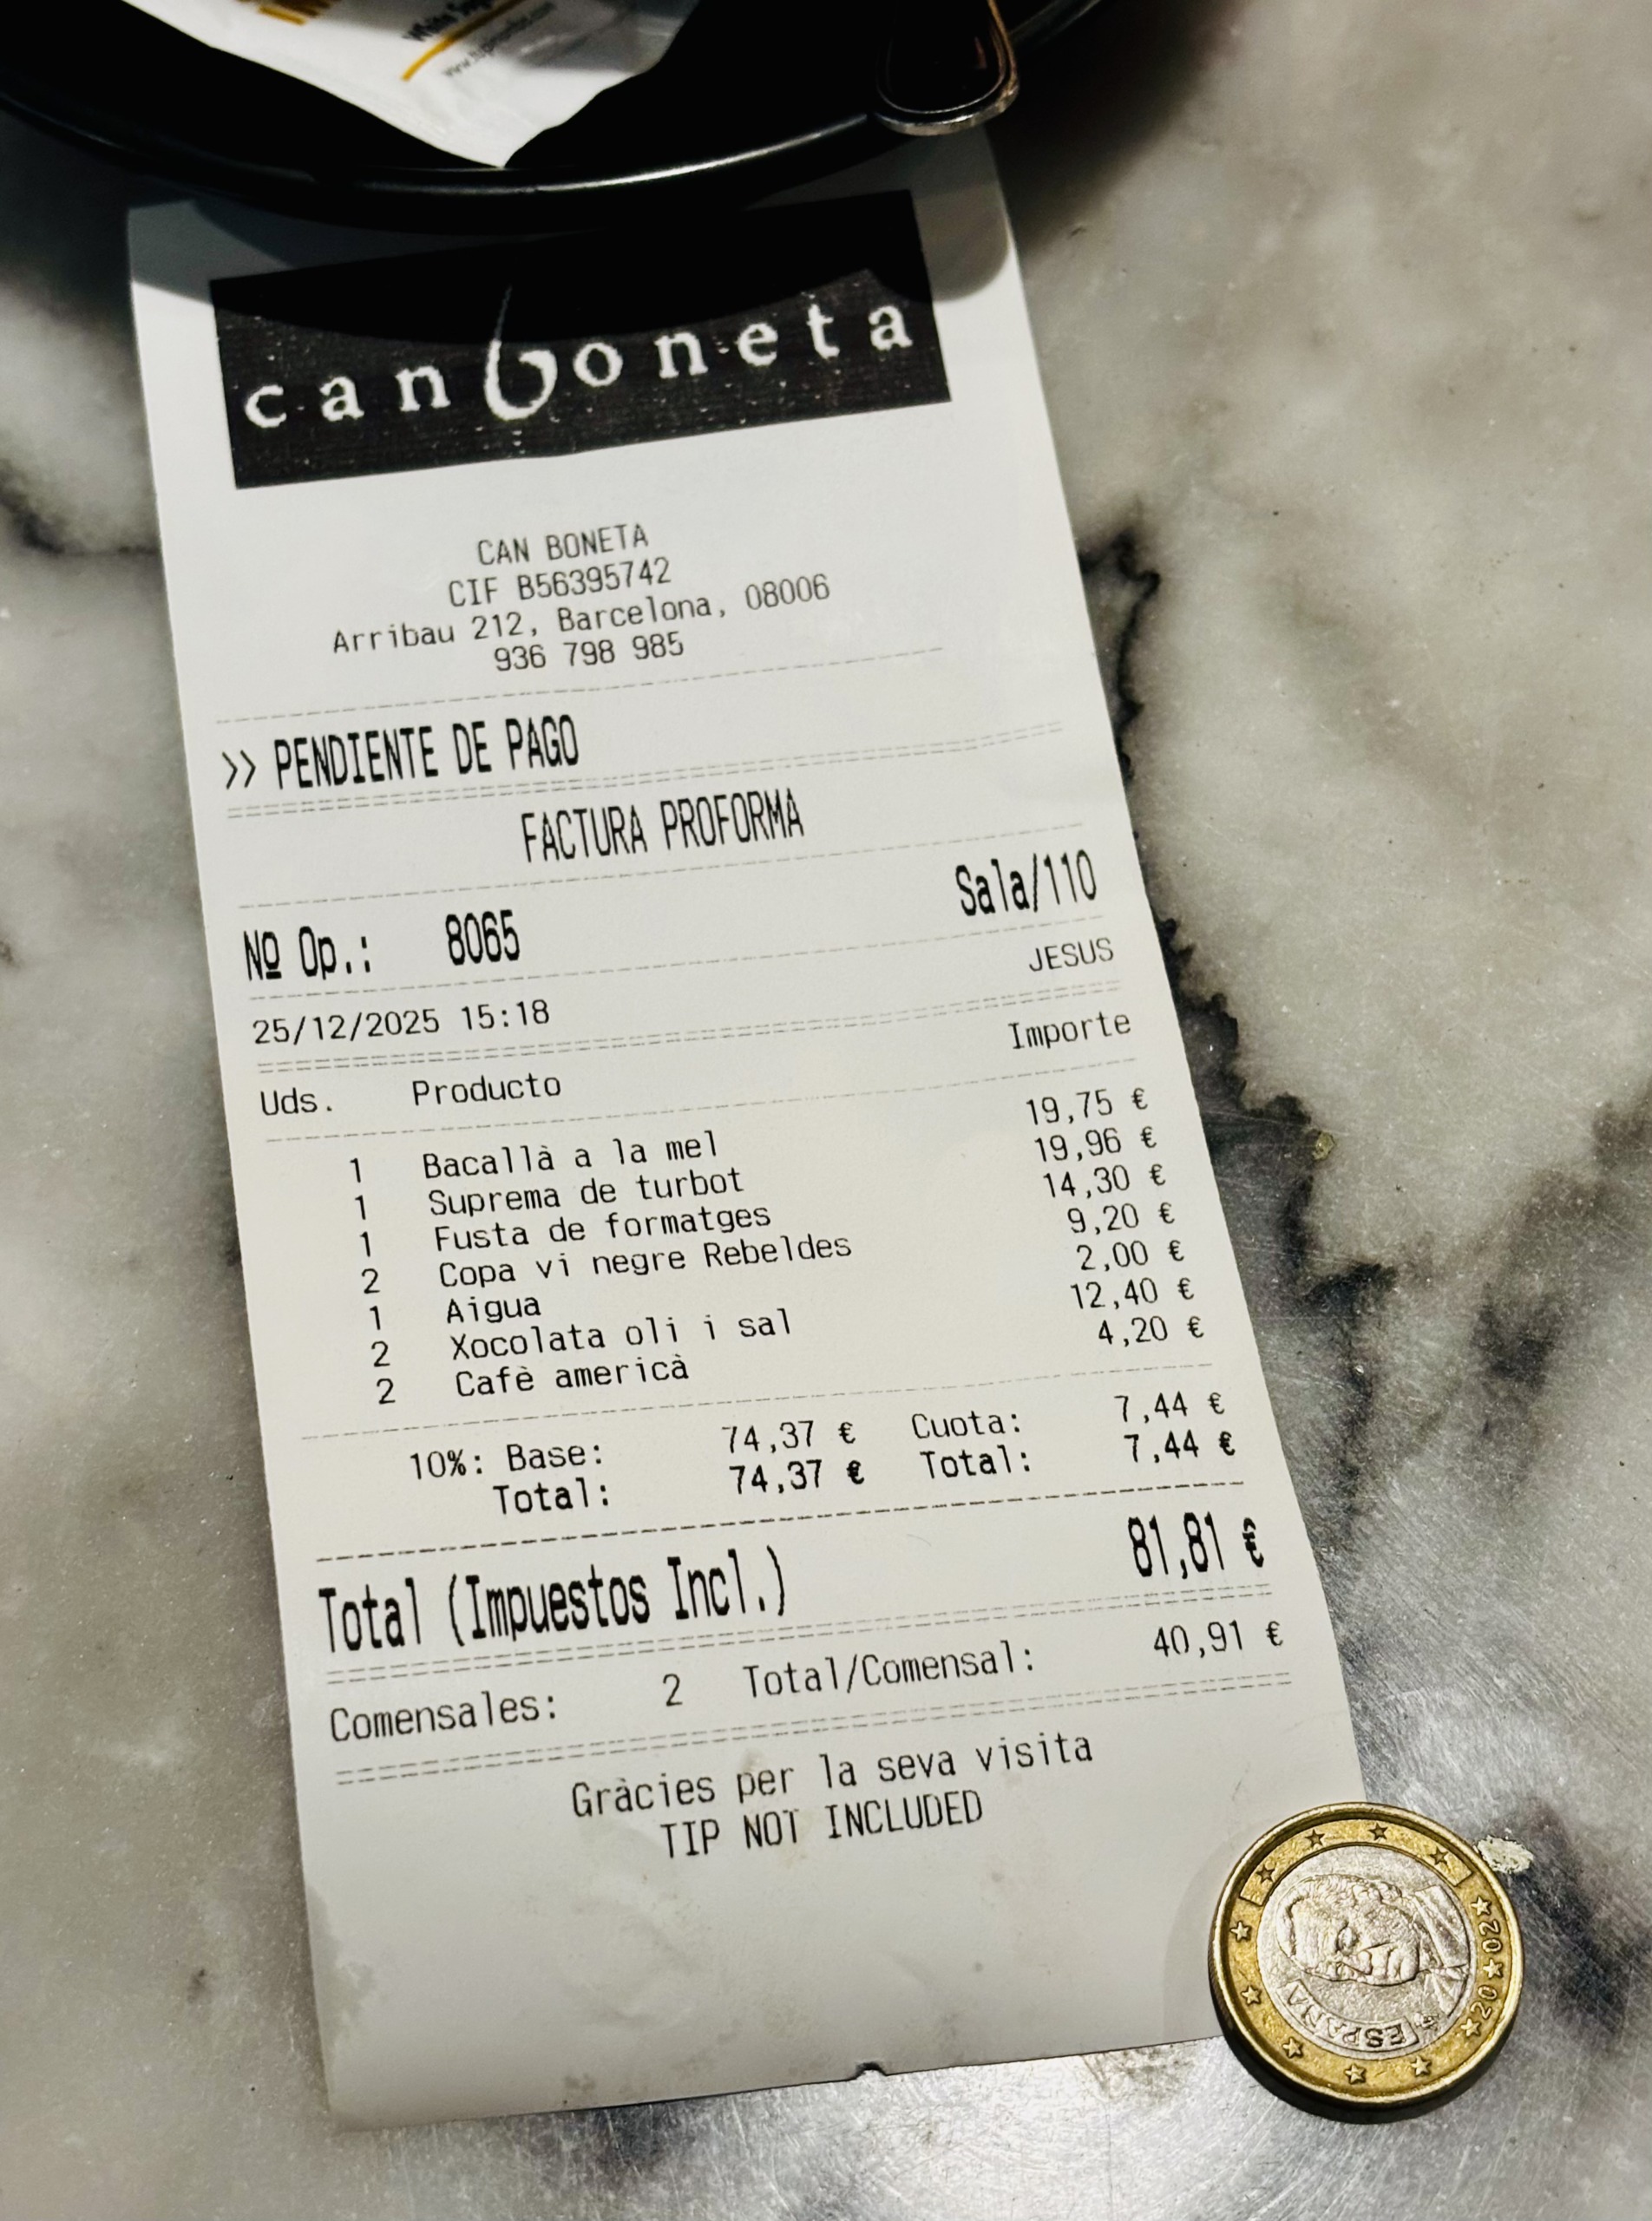 White Sug
canboneta
CAN BONETA
CIF B56395742
Arribau 212, Barcelona, 08006
936 798 985
>> PENDIENTE DE PAGO
FACTURA PROFORMA
Nº Op.: 8065 Sala/110
25/12/2025 15:18 JESUS
Uds. Producto Importe
1 Bacallà a la mel 19,75 €
1 Suprema de turbot 19,96 €
1 Fusta de formatges 14,30 €
2 Copa vi negre Rebeldes 9,20 €
1 Aigua 2,00 €
2 Xocolata oli i sal 12,40 €
2 Cafè americà 4,20 €
10%: Base: 74,37 € Cuota: 7,44 €
Total: 74,37 € Total: 7,44 €
Total (Impuestos Incl.) 81,81 €
Comensales: 2 Total/Comensal: 40,91 €
Gràcies per la seva visita
TIP NOT INCLUDED
ESPAÑA
2002